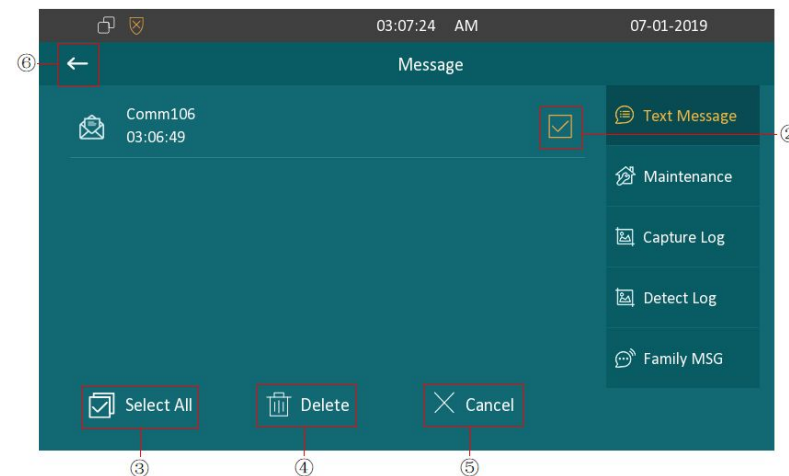 03:07:24 AM 07-01-2019
⑥ Message
Comm106
03:06:49
②
Text Message
Maintenance
Capture Log
Detect Log
Family MSG
Select All Delete Cancel
③ ④ ⑤